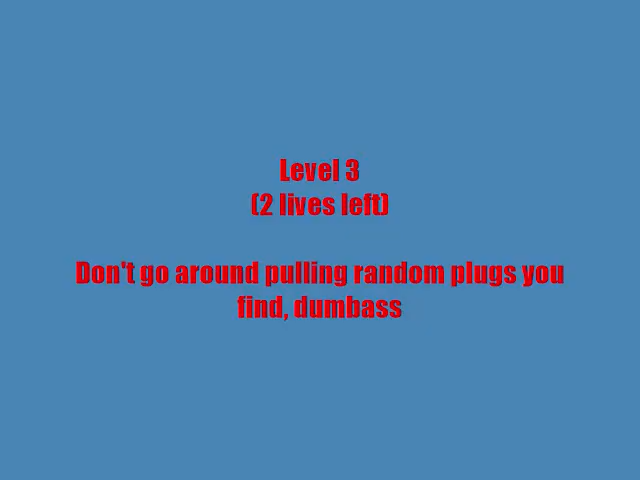 Level 3
(2 lives left)
Don't go around pulling random plugs you
find, dumbass